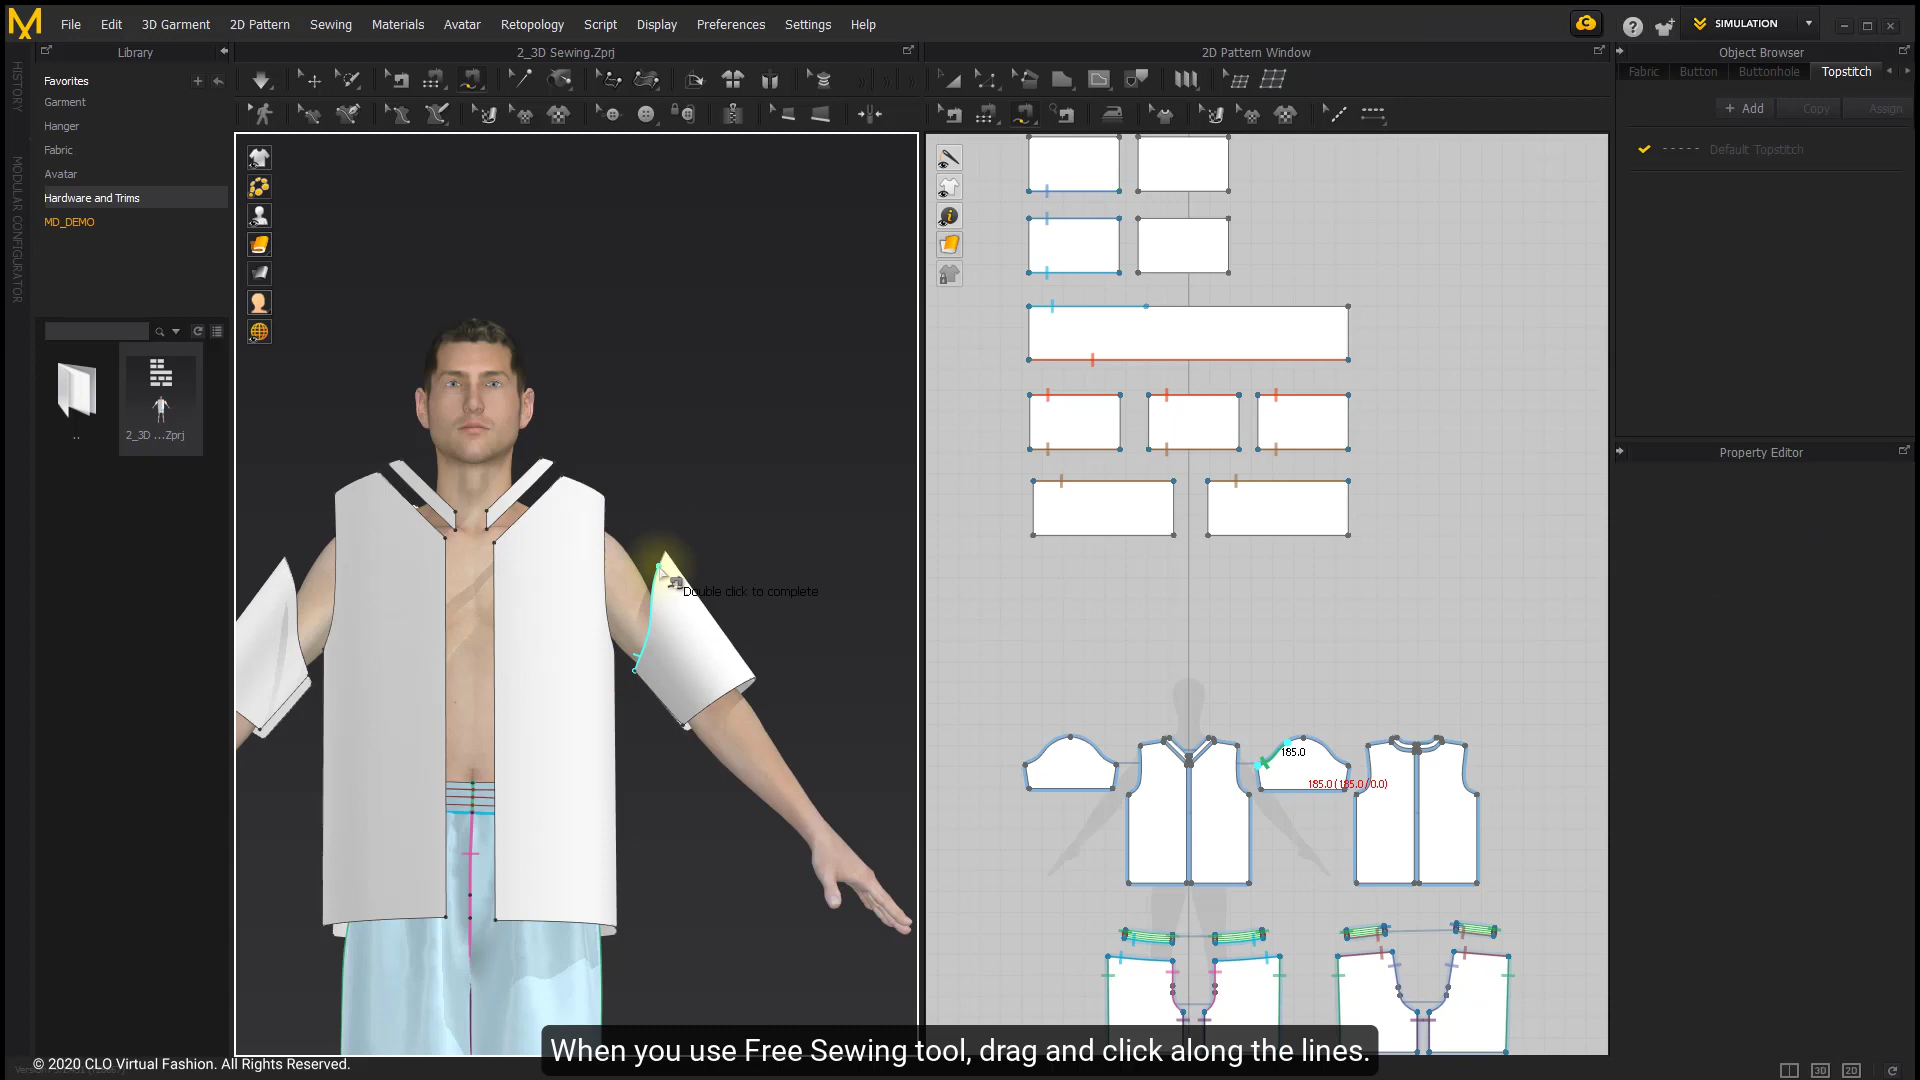 File Edit 3D Garment 2D Pattern Sewing Materials Avatar Retopology Script Display Preferences Settings Help
SIMULATION
Library
2_3D Sewing.Zprj
2D Pattern Window
Object Browser
HISTORY
MODULAR CONFIGURATOR
Favorites
Garment
Hanger
Fabric
Avatar
Hardware and Trims
MD_DEMO
..
2_3D ...Zprj
Fabric Button Buttonhole Topstitch
+ Add Copy Assign
Default Topstitch
Property Editor
Double click to complete
185.0
185.0 (185.0/0.0)
When you use Free Sewing tool, drag and click along the lines.
© 2020 CLO Virtual Fashion. All Rights Reserved.
3D 2D